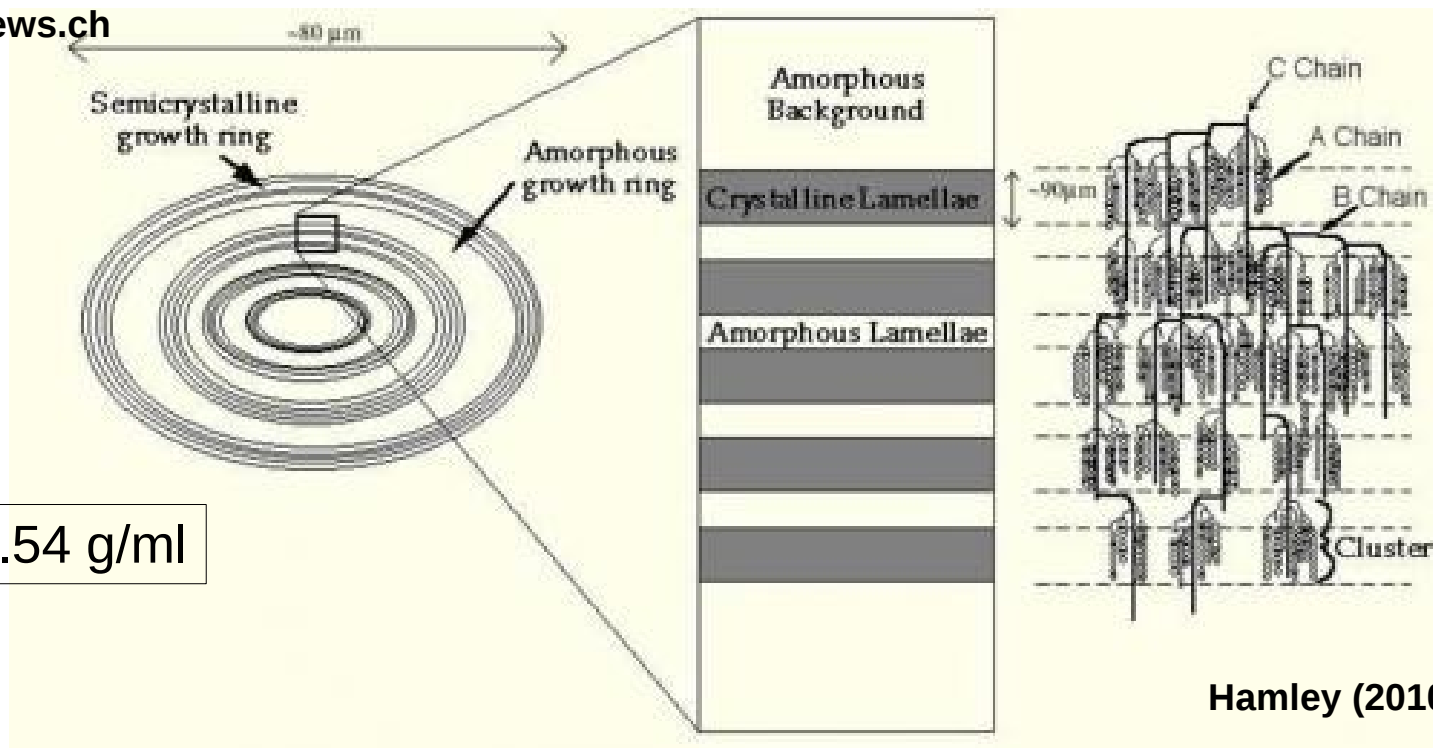 ews.ch
~80 µm
Semicrystalline
growth ring
Amorphous
growth ring
Amorphous
Background
Crystalline Lamellae
Amorphous Lamellae
~90µm
C Chain
A Chain
B Chain
Cluster
.54 g/ml
Hamley (2016